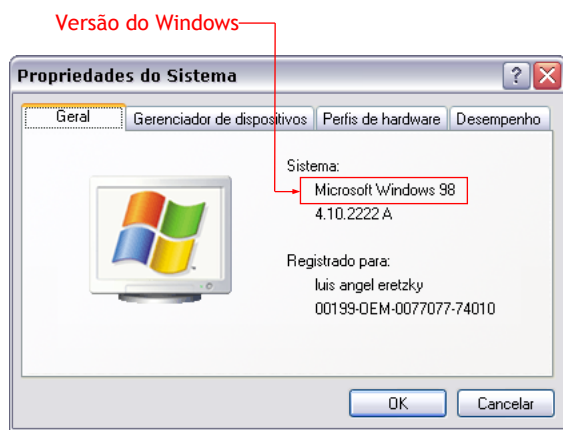 Versão do Windows
Propriedades do Sistema
Geral Gerenciador de dispositivos Perfis de hardware Desempenho
Sistema:
Microsoft Windows 98
4.10.2222 A
Registrado para:
luis angel eretzky
00199-OEM-0077077-74010
OK Cancelar